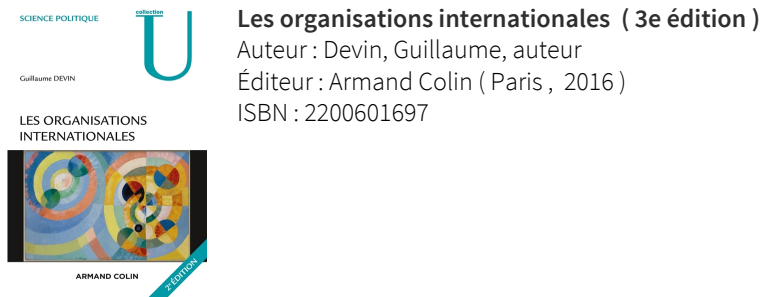 collection
SCIENCE POLITIQUE
U
Guillaume DEVIN
LES ORGANISATIONS
INTERNATIONALES
ARMAND COLIN
2e ÉDITION
Les organisations internationales ( 3e édition )
Auteur : Devin, Guillaume, auteur
Éditeur : Armand Colin ( Paris , 2016 )
ISBN : 2200601697